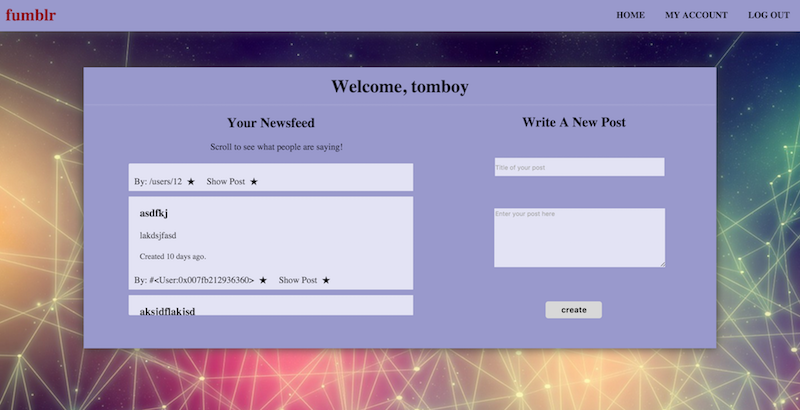 fumblr
HOME MY ACCOUNT LOG OUT
Welcome, tomboy
Your Newsfeed
Scroll to see what people are saying!
By: /users/12 ★ Show Post ★
asdfkj
lakdsjfasd
Created 10 days ago.
By: #<User:0x007fb212936360> ★ Show Post ★
Write A New Post
Title of your post
Enter your post here
create